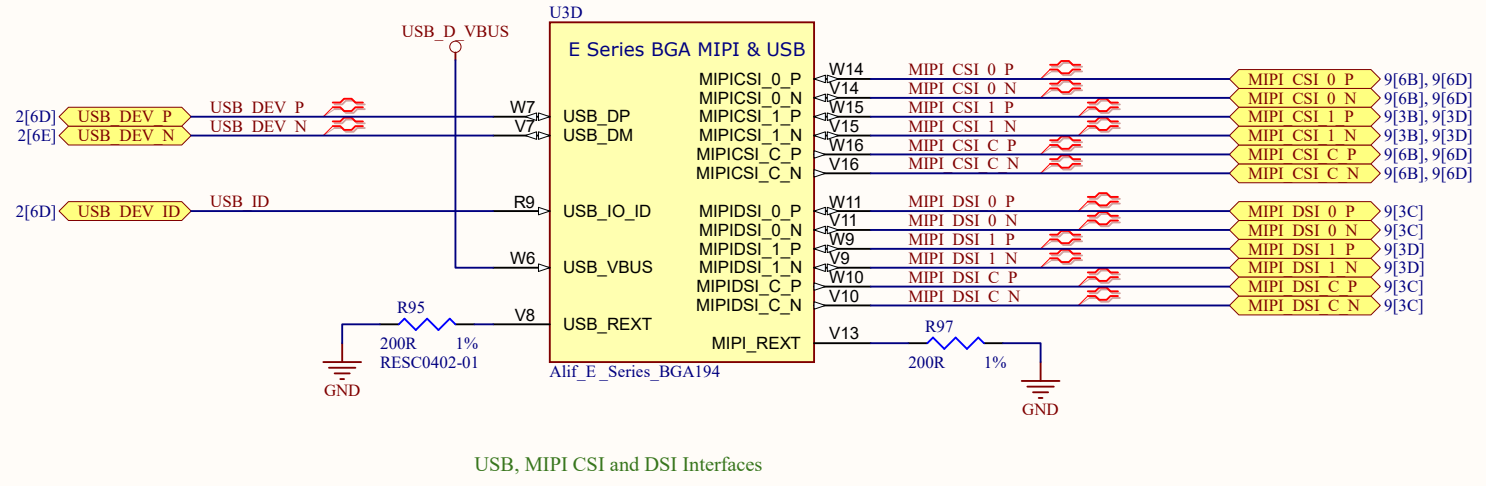 U3D
USB_D_VBUS
E Series BGA MIPI & USB
2[6D] USB_DEV_P USB_DEV_P W7 USB_DP
2[6E] USB_DEV_N USB_DEV_N V7 USB_DM
2[6D] USB_DEV_ID USB_ID R9 USB_IO_ID
W6 USB_VBUS
R95 V8 USB_REXT
200R 1%
RESC0402-01
GND
MIPICSI_0_P W14 MIPI_CSI_0_P MIPI_CSI_0_P 9[6B], 9[6D]
MIPICSI_0_N V14 MIPI_CSI_0_N MIPI_CSI_0_N 9[6B], 9[6D]
MIPICSI_1_P W15 MIPI_CSI_1_P MIPI_CSI_1_P 9[3B], 9[3D]
MIPICSI_1_N V15 MIPI_CSI_1_N MIPI_CSI_1_N 9[3B], 9[3D]
MIPICSI_C_P W16 MIPI_CSI_C_P MIPI_CSI_C_P 9[6B], 9[6D]
MIPICSI_C_N V16 MIPI_CSI_C_N MIPI_CSI_C_N 9[6B], 9[6D]
MIPIDSI_0_P W11 MIPI_DSI_0_P MIPI_DSI_0_P 9[3C]
MIPIDSI_0_N V11 MIPI_DSI_0_N MIPI_DSI_0_N 9[3C]
MIPIDSI_1_P W9 MIPI_DSI_1_P MIPI_DSI_1_P 9[3D]
MIPIDSI_1_N V9 MIPI_DSI_1_N MIPI_DSI_1_N 9[3D]
MIPIDSI_C_P W10 MIPI_DSI_C_P MIPI_DSI_C_P 9[3C]
MIPIDSI_C_N V10 MIPI_DSI_C_N MIPI_DSI_C_N 9[3C]
MIPI_REXT V13 R97
200R 1%
GND
Alif_E_Series_BGA194
USB, MIPI CSI and DSI Interfaces